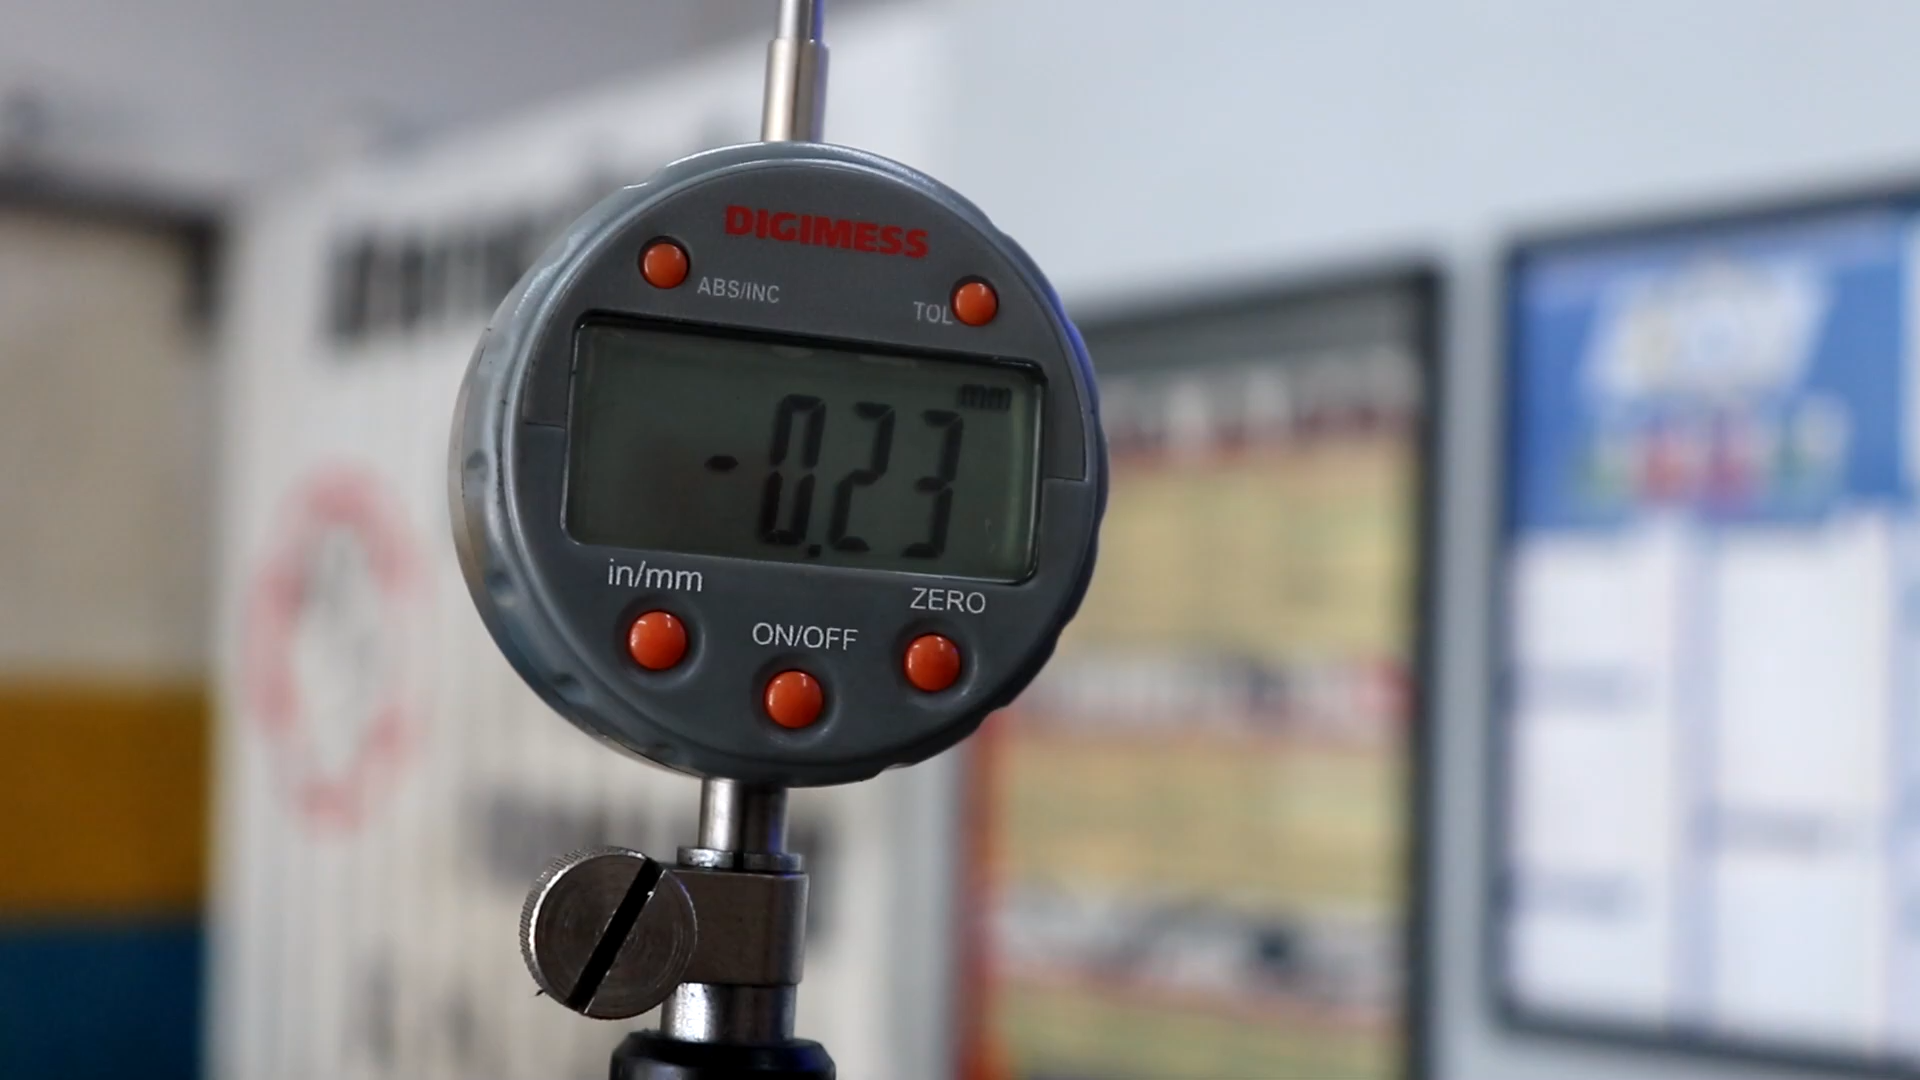 DIGIMESS
ABS/INC
TOL
mm
-0.23
in/mm
ZERO
ON/OFF